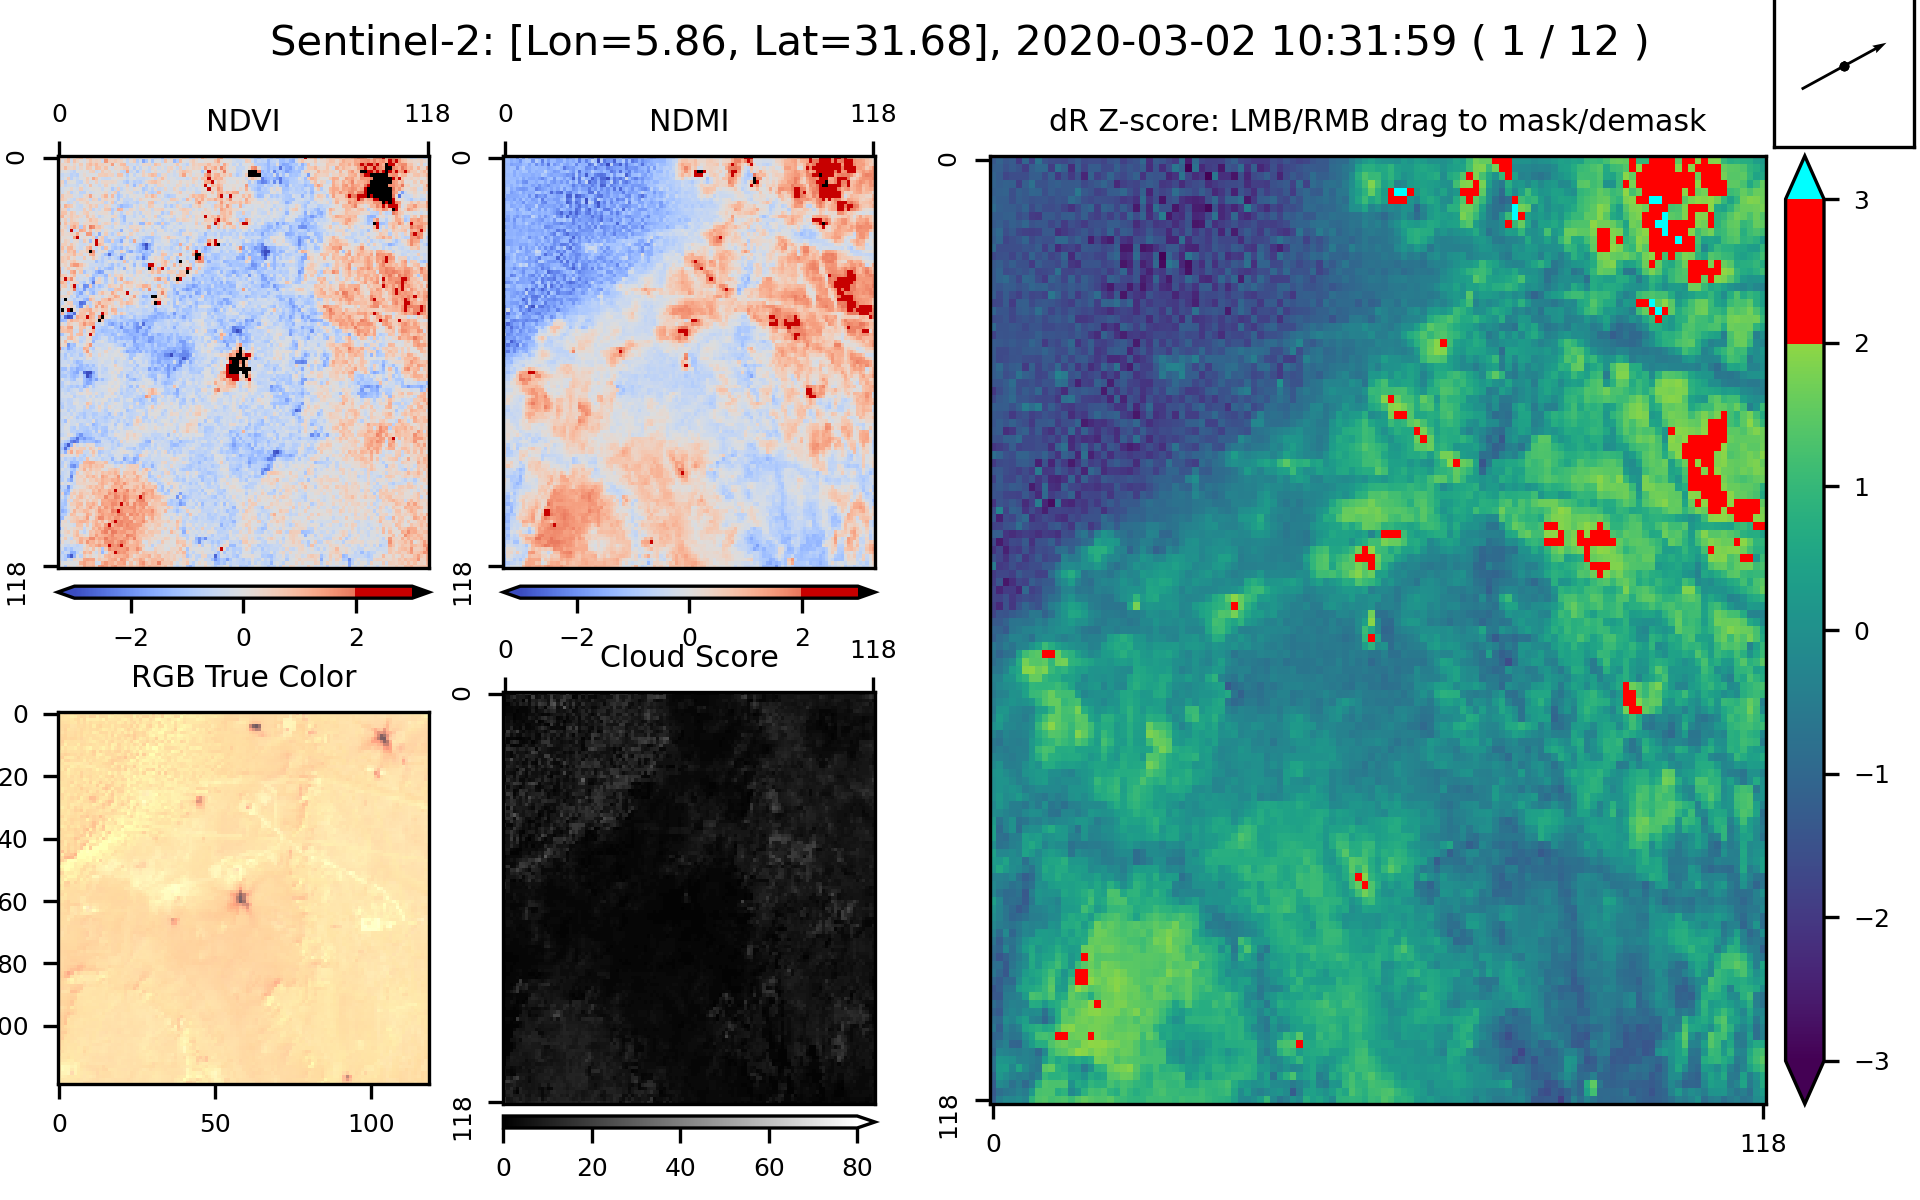 Sentinel-2: [Lon=5.86, Lat=31.68], 2020-03-02 10:31:59 ( 1 / 12 )
0 NDVI 118
0 NDMI 118
dR Z-score: LMB/RMB drag to mask/demask
0
118
−2 0 2
0
118
−2 0 2
0
118
0 118
3
2
1
0
−1
−2
−3
RGB True Color
0
20
40
60
80
00
0 50 100
0 Cloud Score 118
0
118
0 20 40 60 80